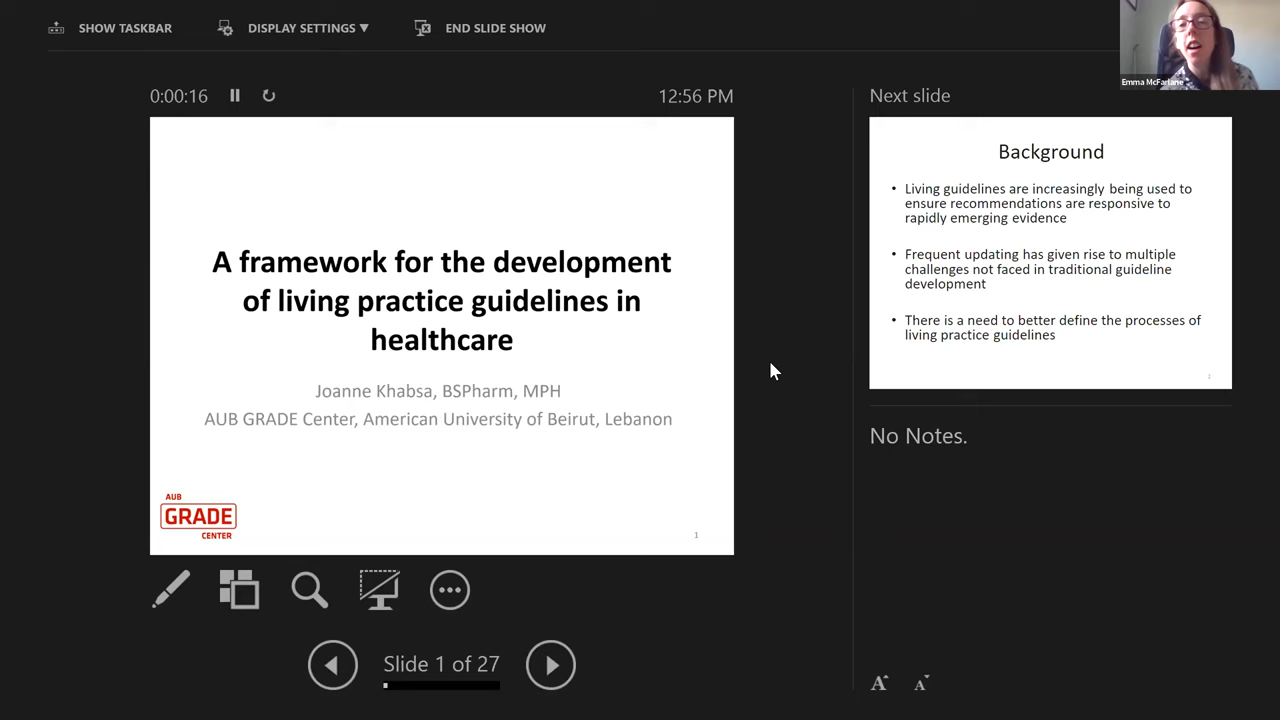 SHOW TASKBAR
DISPLAY SETTINGS ▼
END SLIDE SHOW
Emma McFarlane
0:00:16
12:56 PM
A framework for the development
of living practice guidelines in
healthcare
Joanne Khabsa, BSPharm, MPH
AUB GRADE Center, American University of Beirut, Lebanon
AUB
GRADE
CENTER
1
Slide 1 of 27
Next slide
Background
• Living guidelines are increasingly being used to
ensure recommendations are responsive to
rapidly emerging evidence
• Frequent updating has given rise to multiple
challenges not faced in traditional guideline
development
• There is a need to better define the processes of
living practice guidelines
2
No Notes.
A A